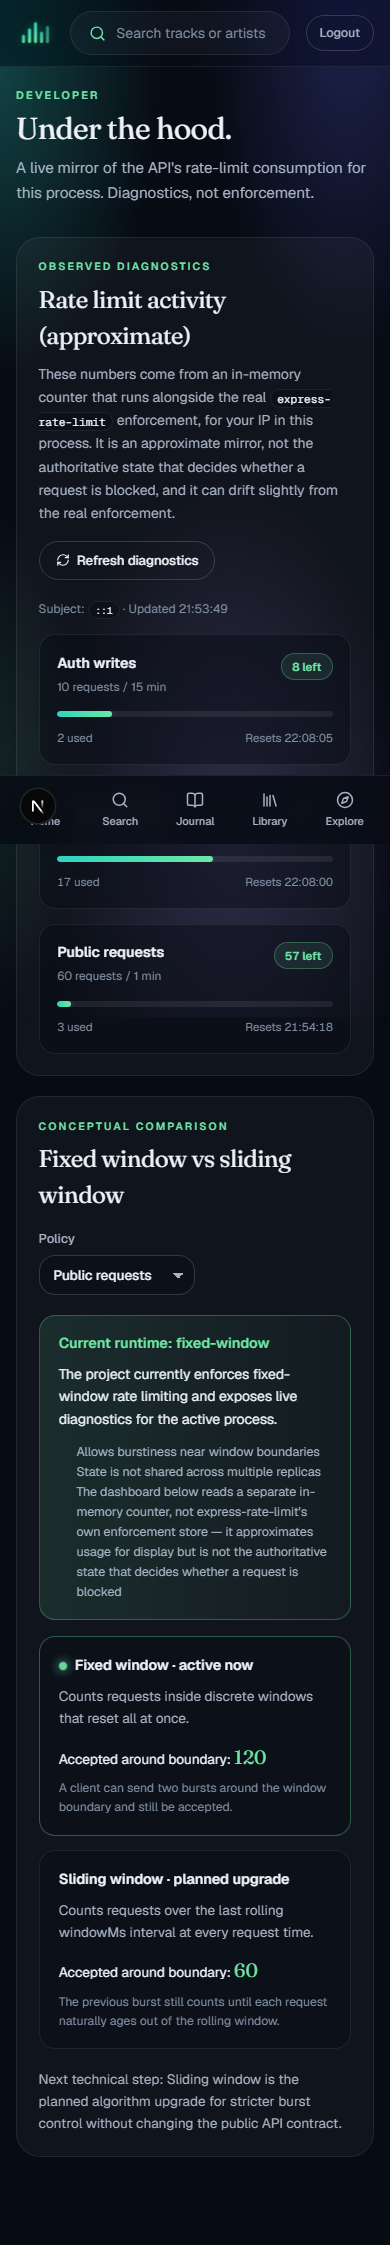 Search tracks or artists
Logout
DEVELOPER
Under the hood.
A live mirror of the API's rate-limit consumption for
this process. Diagnostics, not enforcement.
OBSERVED DIAGNOSTICS
Rate limit activity
(approximate)
These numbers come from an in-memory
counter that runs alongside the real express-
rate-limit enforcement, for your IP in this
process. It is an approximate mirror, not the
authoritative state that decides whether a
request is blocked, and it can drift slightly from
the real enforcement.
Refresh diagnostics
Subject: ::1 · Updated 21:53:49
Auth writes
8 left
10 requests / 15 min
2 used
Resets 22:08:05
N
Search
Journal
Library
Explore
17 used
Resets 22:08:00
Public requests
57 left
60 requests / 1 min
3 used
Resets 21:54:18
CONCEPTUAL COMPARISON
Fixed window vs sliding
window
Policy
Public requests
Current runtime: fixed-window
The project currently enforces fixed-
window rate limiting and exposes live
diagnostics for the active process.
Allows burstiness near window boundaries
State is not shared across multiple replicas
The dashboard below reads a separate in-
memory counter, not express-rate-limit's
own enforcement store — it approximates
usage for display but is not the authoritative
state that decides whether a request is
blocked
Fixed window · active now
Counts requests inside discrete windows
that reset all at once.
Accepted around boundary: 120
A client can send two bursts around the window
boundary and still be accepted.
Sliding window · planned upgrade
Counts requests over the last rolling
windowMs interval at every request time.
Accepted around boundary: 60
The previous burst still counts until each request
naturally ages out of the rolling window.
Next technical step: Sliding window is the
planned algorithm upgrade for stricter burst
control without changing the public API contract.